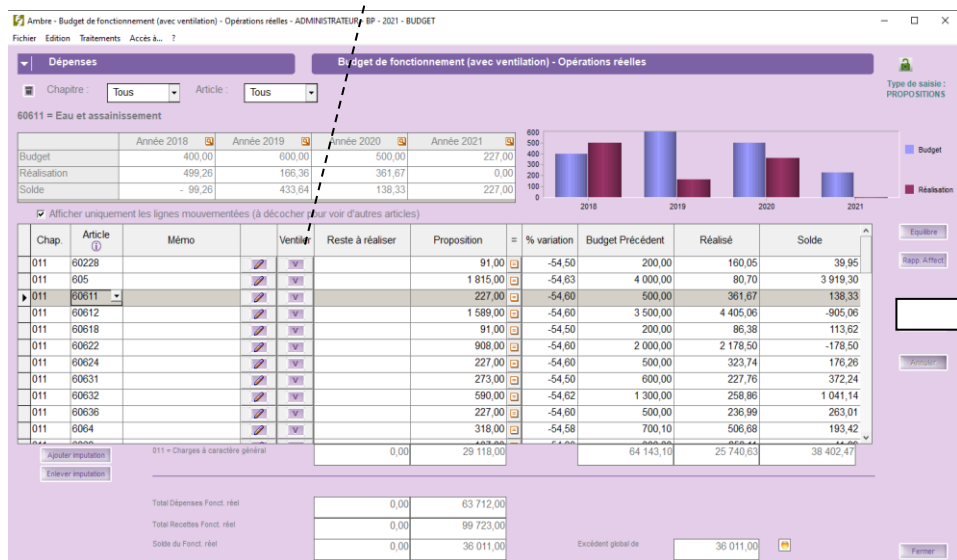 Ambre - Budget de fonctionnement (avec ventilation) - Opérations réelles - ADMINISTRATEUR - BP - 2021 - BUDGET
Fichier Edition Traitements Accès à... ?
Dépenses
Budget de fonctionnement (avec ventilation) - Opérations réelles
Chapitre : Tous Article : Tous
Type de saisie :
PROPOSITIONS
60611 = Eau et assainissement
Année 2018 Année 2019 Année 2020 Année 2021
Budget 400,00 600,00 500,00 227,00
Réalisation 499,26 166,36 361,67 0,00
Solde - 99,26 433,64 138,33 227,00
600
500
400
300
200
100
0
2018 2019 2020 2021
Budget
Réalisation
Afficher uniquement les lignes mouvementées (à décocher pour voir d'autres articles)
Chap. Article Mémo Ventiler Reste à réaliser Proposition = % variation Budget Précédent Réalisé Solde
011 60228 V 91,00 -54,50 200,00 160,05 39,95
011 605 V 1 815,00 -54,63 4 000,00 80,70 3 919,30
011 60611 V 227,00 -54,60 500,00 361,67 138,33
011 60612 V 1 589,00 -54,60 3 500,00 4 405,06 -905,06
011 60618 V 91,00 -54,50 200,00 86,38 113,62
011 60622 V 908,00 -54,60 2 000,00 2 178,50 -178,50
011 60624 V 227,00 -54,60 500,00 323,74 176,26
011 60631 V 273,00 -54,50 600,00 227,76 372,24
011 60632 V 590,00 -54,62 1 300,00 258,86 1 041,14
011 60636 V 227,00 -54,60 500,00 236,99 263,01
011 6064 V 318,00 -54,58 700,10 506,68 193,42
Equilibre
Rapp. Affect
Annuler
Ajouter imputation
Enlever imputation
011 = Charges à caractère général 0,00 29 118,00 64 143,10 25 740,63 38 402,47
Total Dépenses Fonct. réel 0,00 63 712,00
Total Recettes Fonct. réel 0,00 99 723,00
Solde du Fonct. réel 0,00 36 011,00 Excédent global de 36 011,00
Fermer